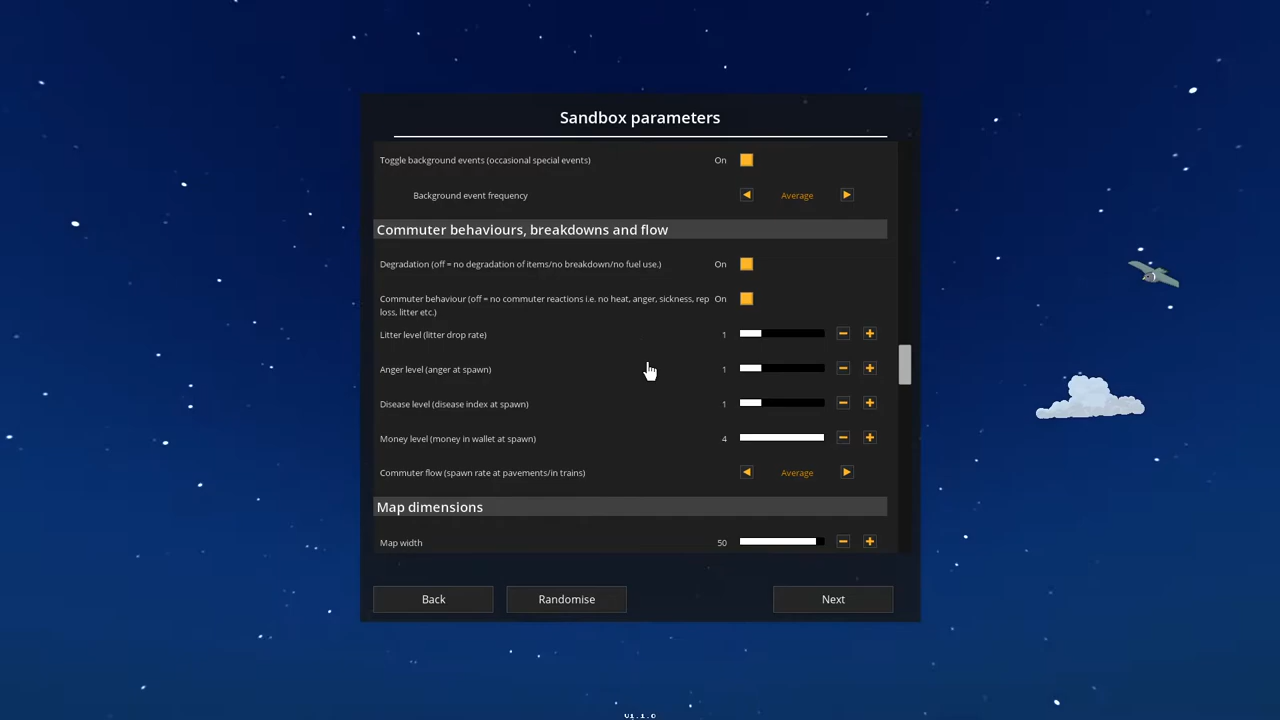 Sandbox parameters
Toggle background events (occasional special events) On
Background event frequency Average
Commuter behaviours, breakdowns and flow
Degradation (off = no degradation of items/no breakdown/no fuel use.) On
Commuter behaviour (off = no commuter reactions i.e. no heat, anger, sickness, rep On
loss, litter etc.)
Litter level (litter drop rate) 1
Anger level (anger at spawn) 1
Disease level (disease index at spawn) 1
Money level (money in wallet at spawn) 4
Commuter flow (spawn rate at pavements/in trains) Average
Map dimensions
Map width 50
Back Randomise Next